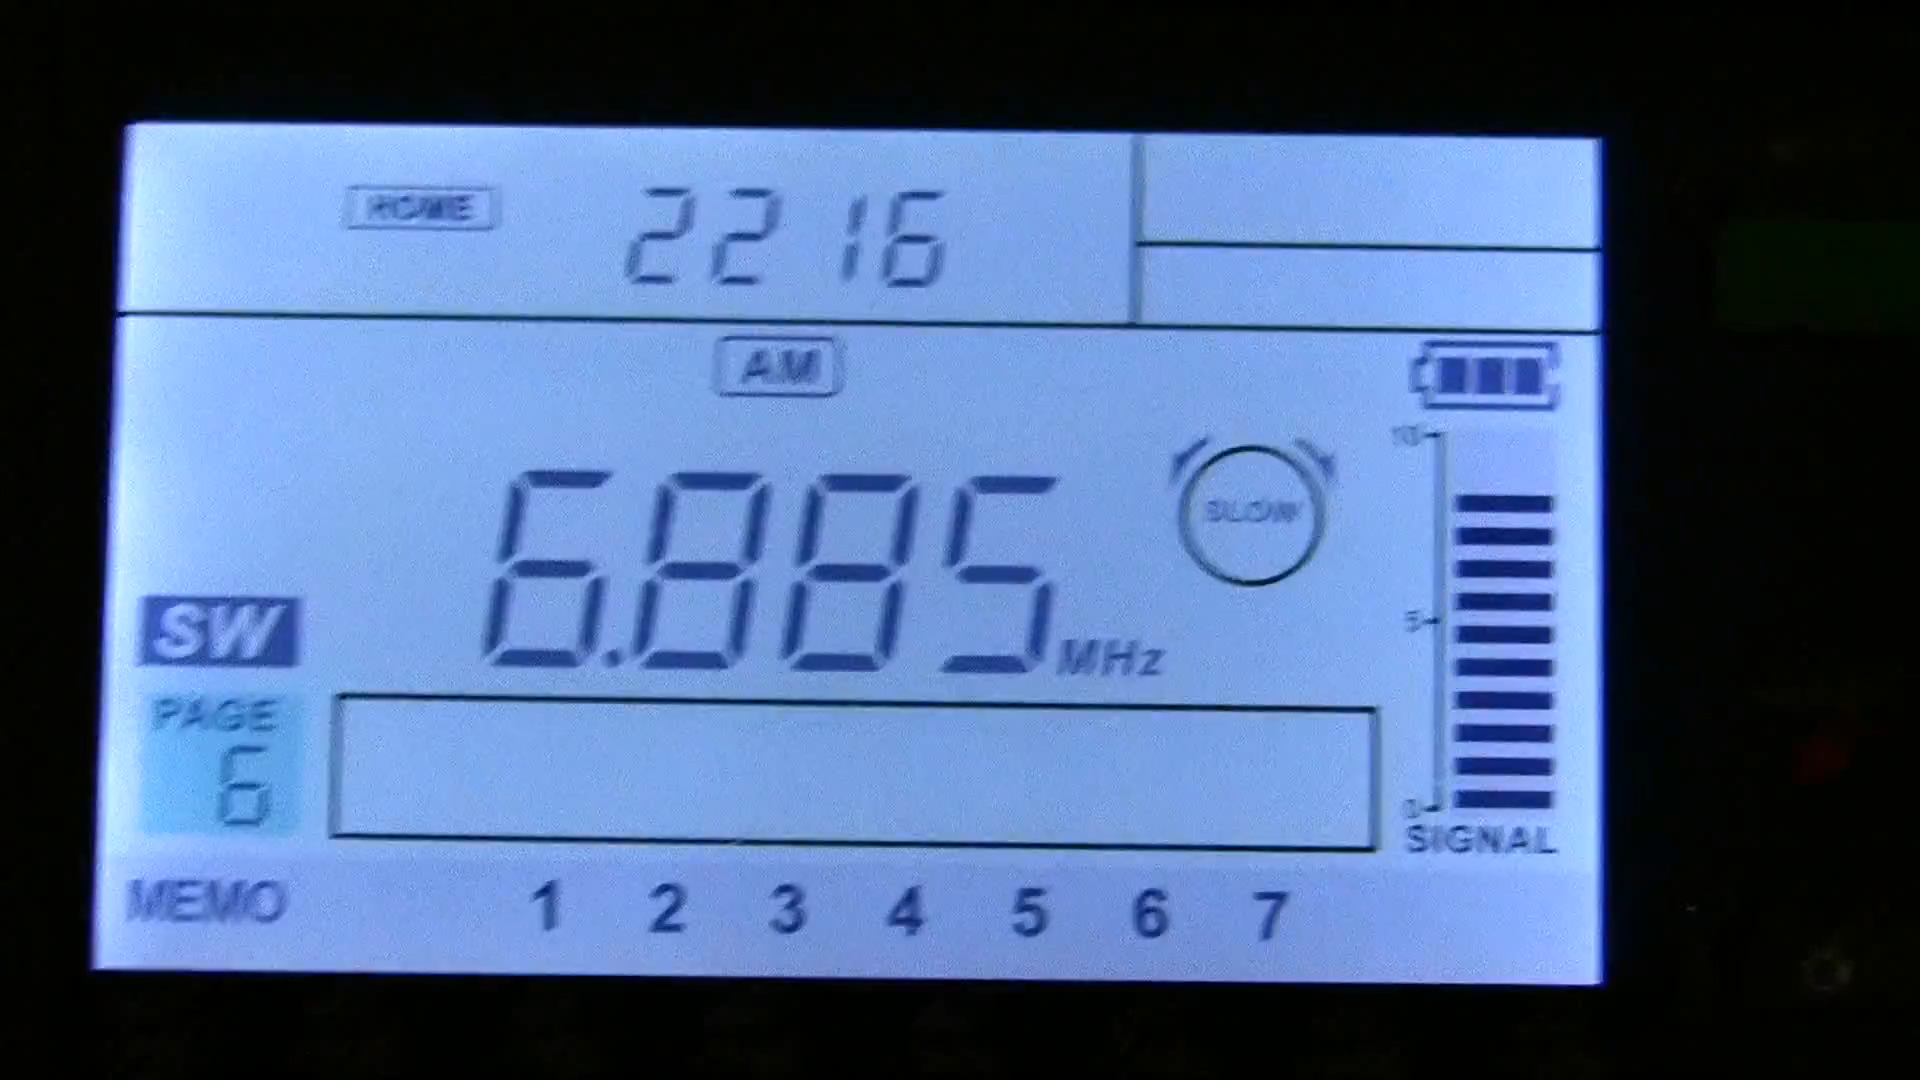 HOME 2216
AM
10
SLOW
6.885 MHz
5
SW
PAGE
6
0
SIGNAL
MEMO 1 2 3 4 5 6 7